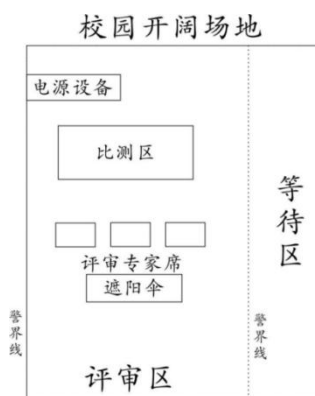 校园开阔场地
电源设备
比测区
等待区
评审专家席
遮阳伞
警界线
警界线
评审区